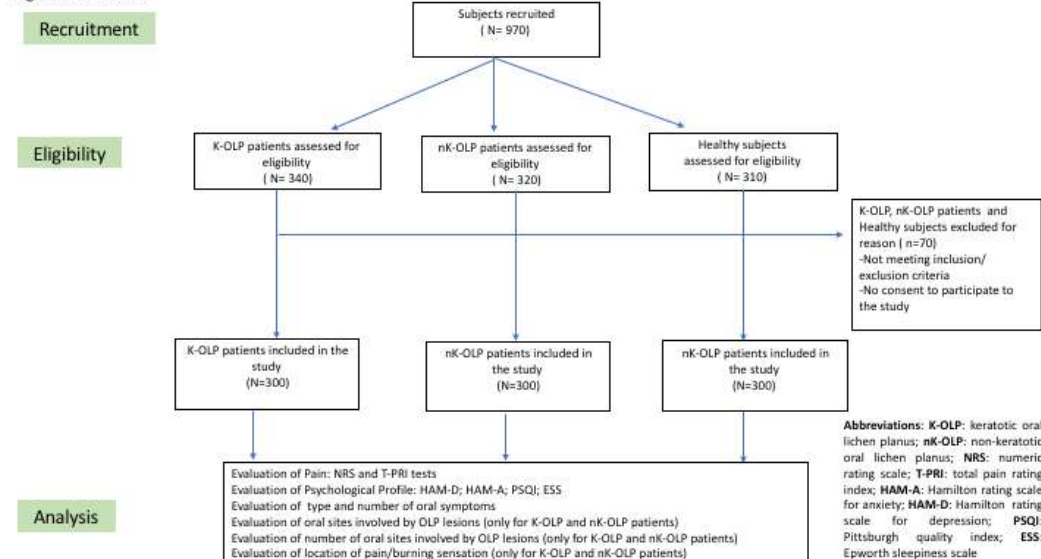 Recruitment
Subjects recruited
( N= 970)
Eligibility
K-OLP patients assessed for
eligibility
( N= 340)
nK-OLP patients assessed for
eligibility
( N= 320)
Healthy subjects
assessed for eligibility
( N= 310)
K-OLP, nK-OLP patients and
Healthy subjects excluded for
reason ( n=70)
-Not meeting inclusion/
exclusion criteria
-No consent to participate to
the study
K-OLP patients included in the
study
(N=300)
nK-OLP patients included in
the study
(N=300)
nK-OLP patients included in
the study
(N=300)
Analysis
Evaluation of Pain: NRS and T-PRI tests
Evaluation of Psychological Profile: HAM-D; HAM-A; PSQI; ESS
Evaluation of type and number of oral symptoms
Evaluation of oral sites involved by OLP lesions (only for K-OLP and nK-OLP patients)
Evaluation of number of oral sites involved by OLP lesions (only for K-OLP and nK-OLP patients)
Evaluation of location of pain/burning sensation (only for K-OLP and nK-OLP patients)
Abbreviations: K-OLP: keratotic oral
lichen planus; nK-OLP: non-keratotic
oral lichen planus; NRS: numeric
rating scale; T-PRI: total pain rating
index; HAM-A: Hamilton rating scale
for anxiety; HAM-D: Hamilton rating
scale for depression; PSQI:
Pittsburgh quality index; ESS:
Epworth sleepiness scale